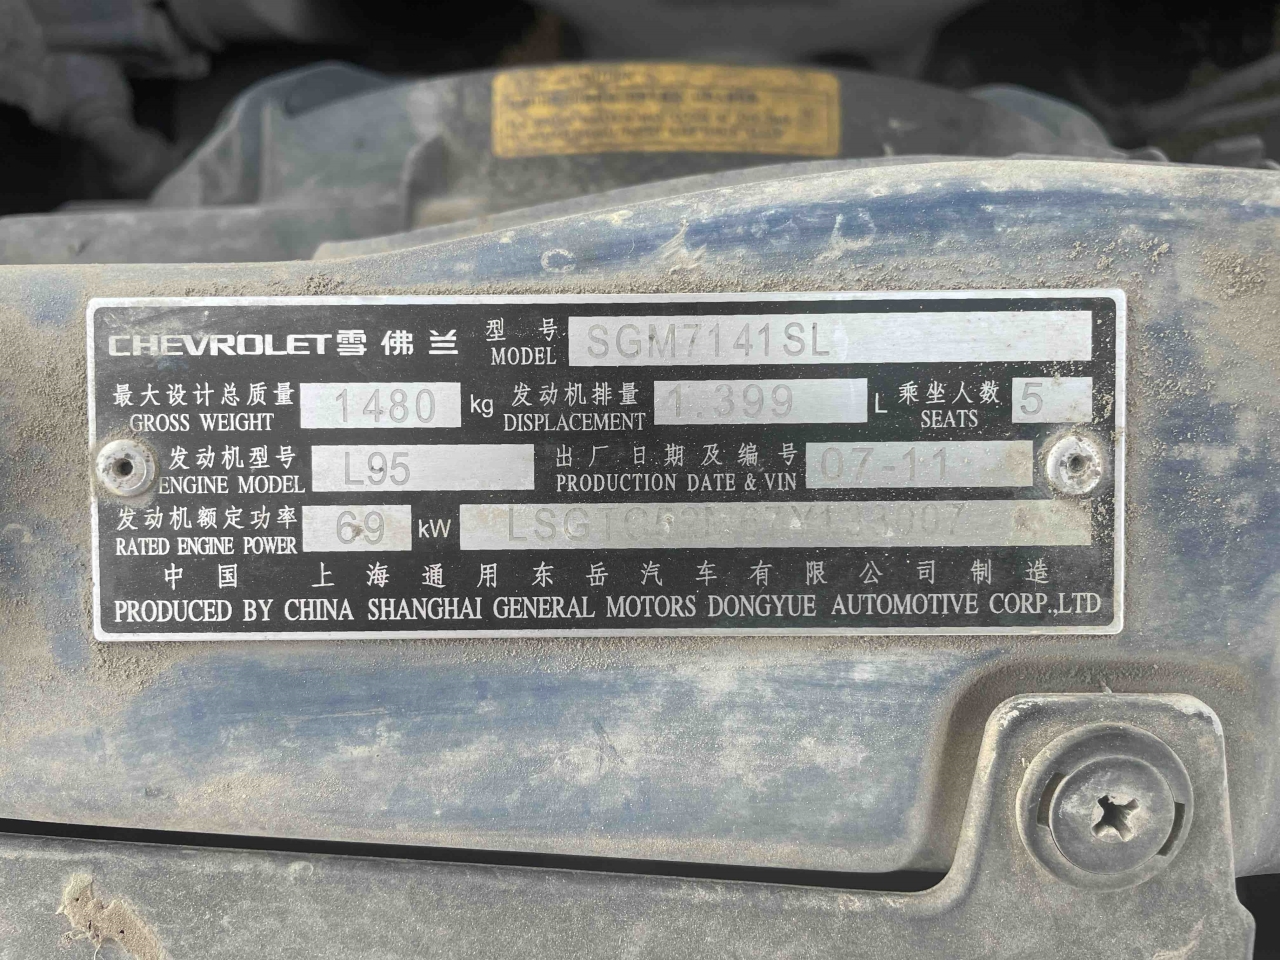 CHEVROLET雪佛兰 型号 MODEL SGM7141SL
最大设计总质量 GROSS WEIGHT 1480 kg 发动机排量 DISPLACEMENT 1.399 L 乘坐人数 SEATS 5
发动机型号 ENGINE MODEL L95 出厂日期及编号 PRODUCTION DATE & VIN 07-11
发动机额定功率 RATED ENGINE POWER 69 kW
中国 上海通用东岳汽车有限公司制造
PRODUCED BY CHINA SHANGHAI GENERAL MOTORS DONGYUE AUTOMOTIVE CORP.,LTD